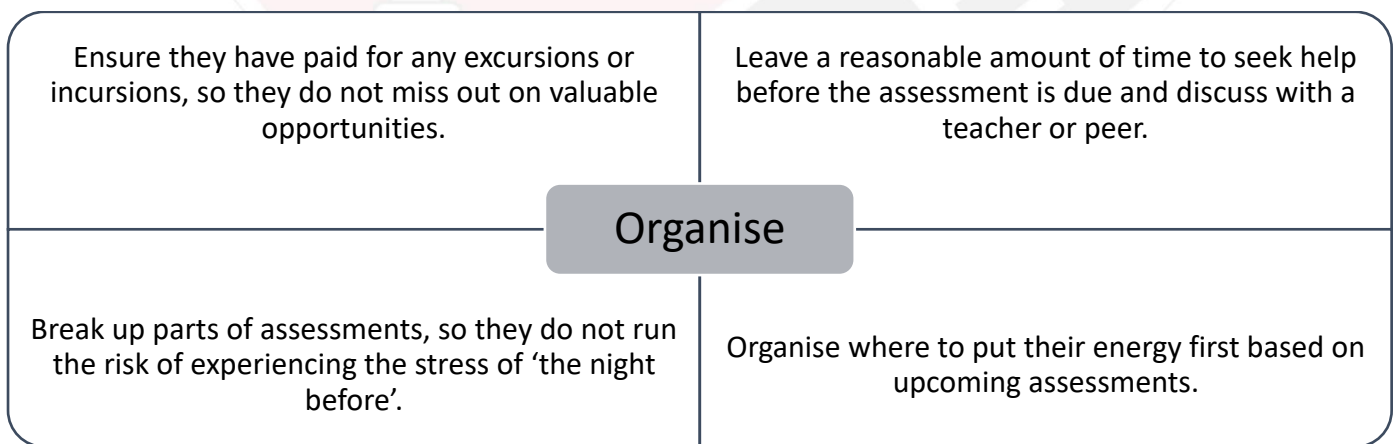 Ensure they have paid for any excursions or
incursions, so they do not miss out on valuable
opportunities.
Leave a reasonable amount of time to seek help
before the assessment is due and discuss with a
teacher or peer.
Organise
Break up parts of assessments, so they do not run
the risk of experiencing the stress of ‘the night
before’.
Organise where to put their energy first based on
upcoming assessments.